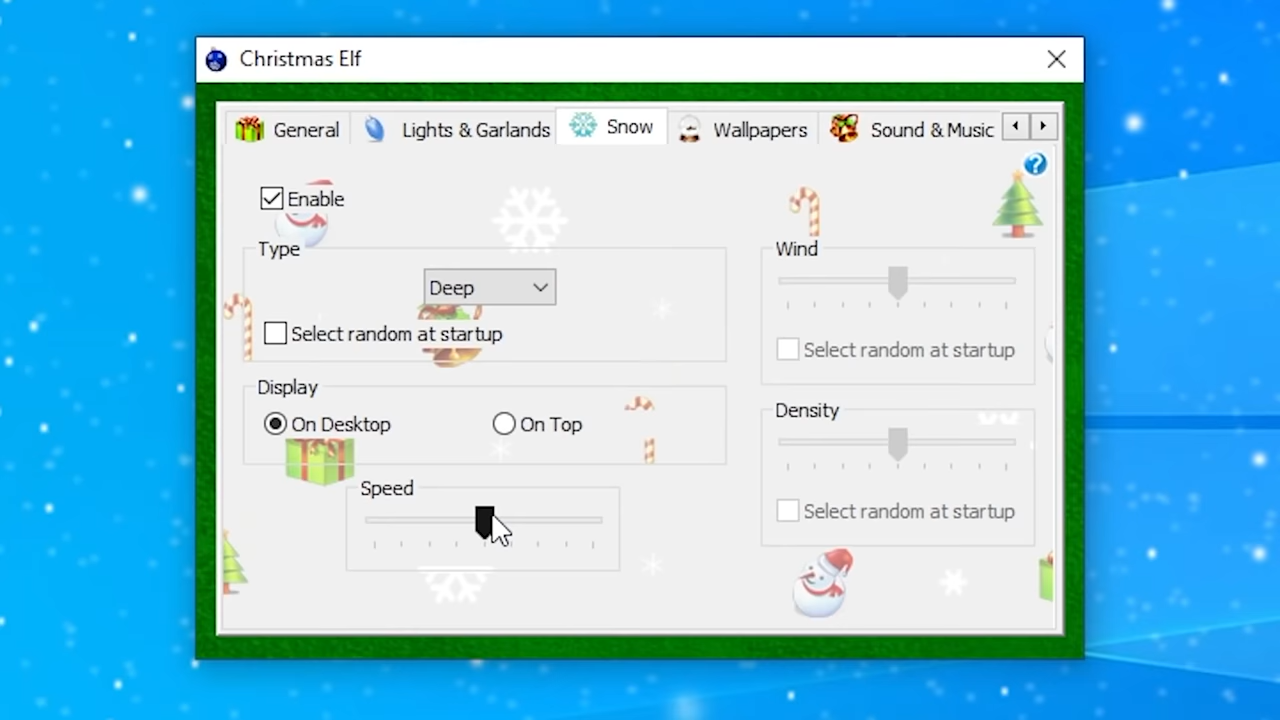 Christmas Elf
General
Lights & Garlands
Snow
Wallpapers
Sound & Music
?
Enable
Type
Deep
Select random at startup
Display
On Desktop
On Top
Speed
Wind
Select random at startup
Density
Select random at startup